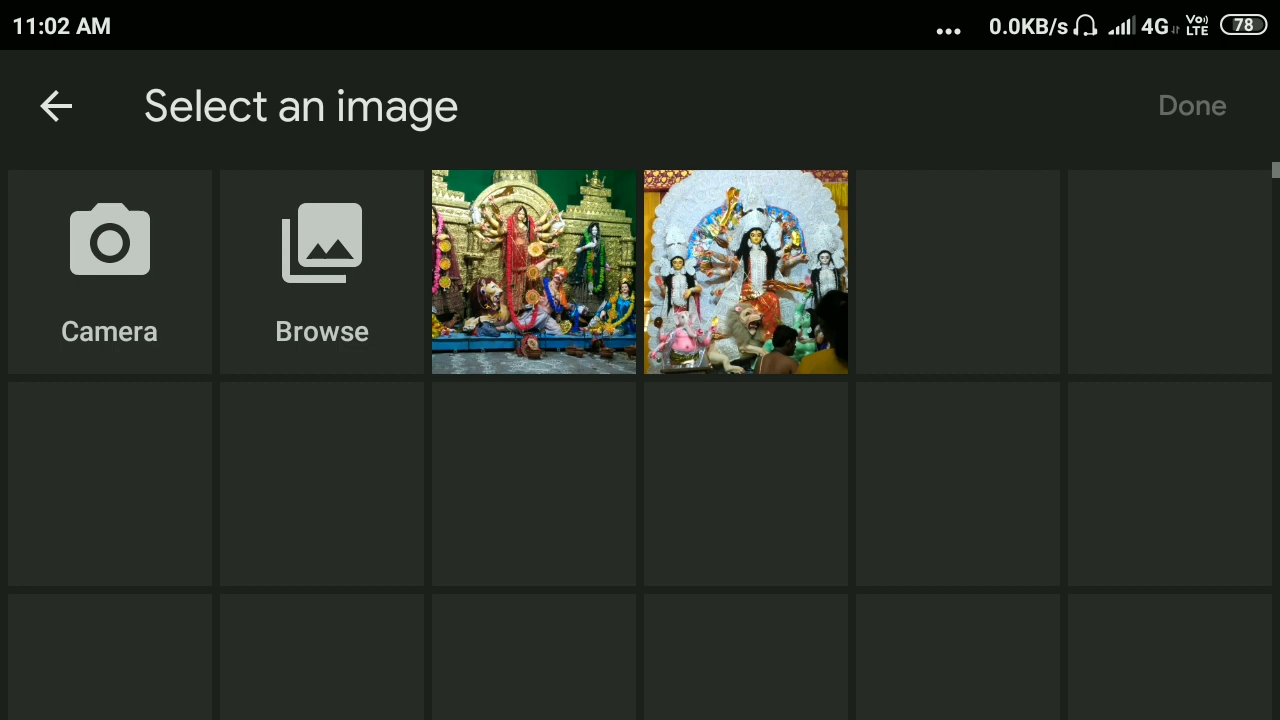 11:02 AM
... 0.0KB/s 4G Vo) LTE 78
Select an image
Done
Camera
Browse